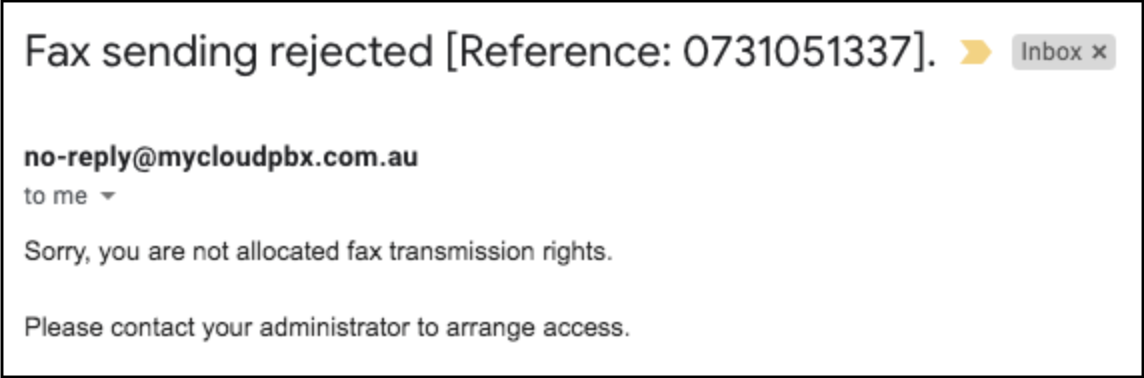 Fax sending rejected [Reference: 0731051337]. Inbox ×
no-reply@mycloudpbx.com.au
to me
Sorry, you are not allocated fax transmission rights.
Please contact your administrator to arrange access.